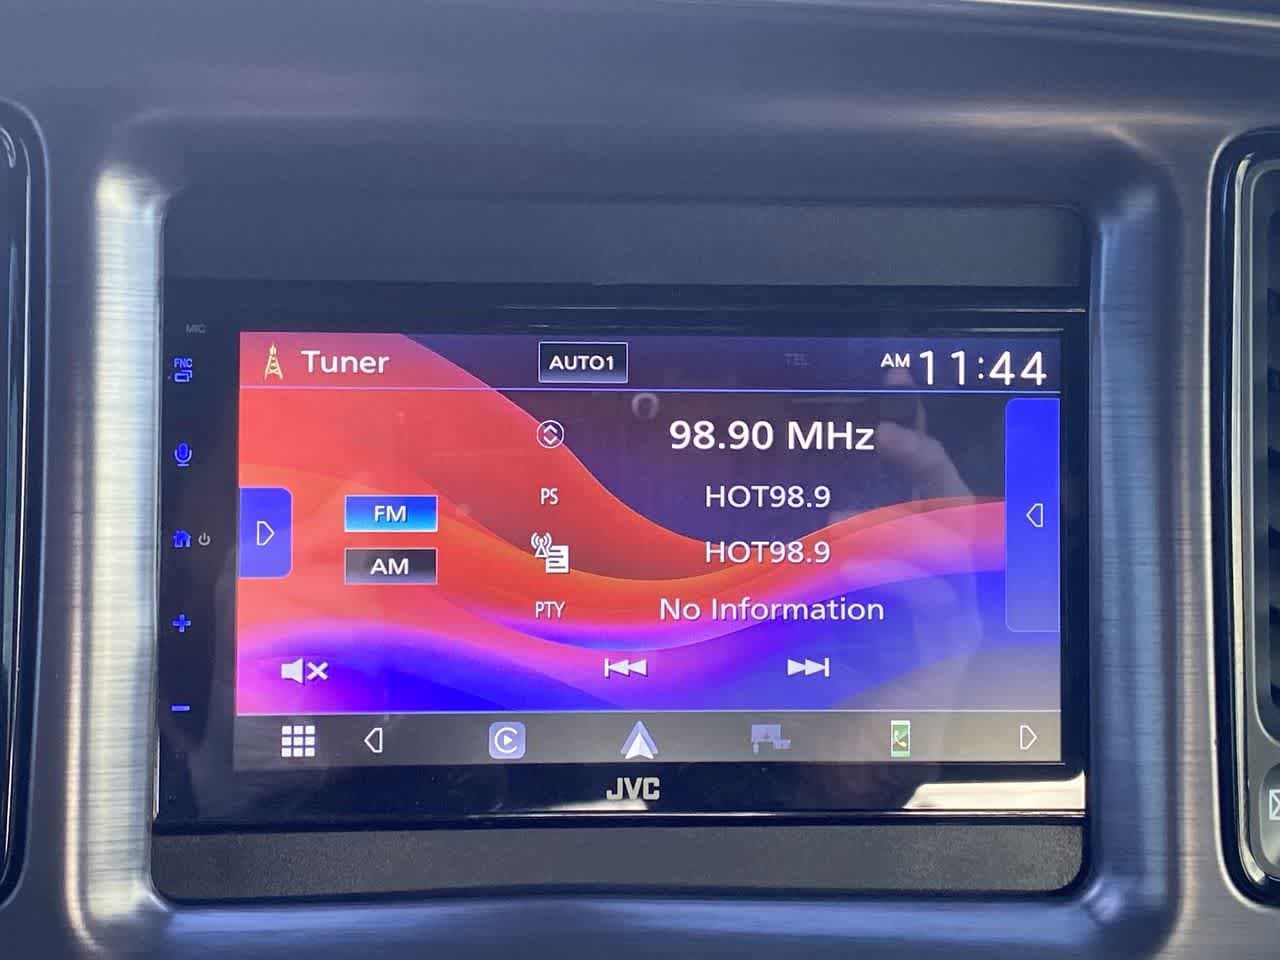 MIC
FNC
Tuner
AUTO1
TEL
AM 11:44
98.90 MHz
PS HOT98.9
FM
HOT98.9
AM
PTY No Information
JVC